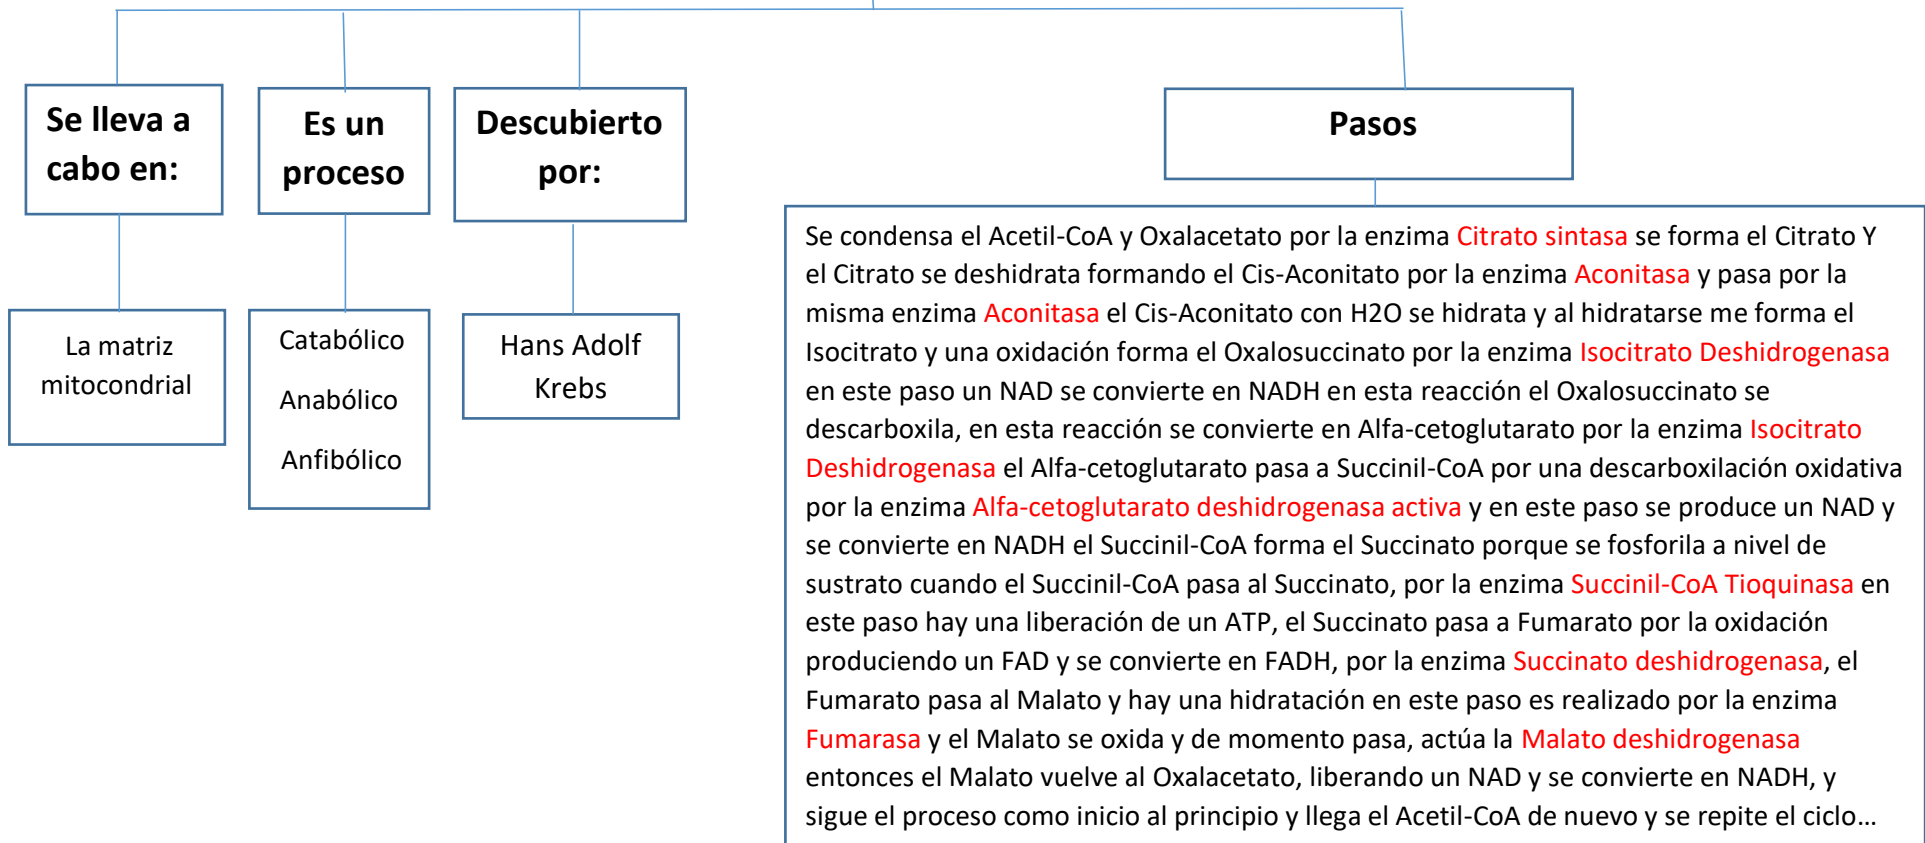 Se lleva a
cabo en:
Es un
proceso
Descubierto
por:
Pasos
La matriz
mitocondrial
Catabólico
Anabólico
Anfibólico
Hans Adolf
Krebs
Se condensa el Acetil-CoA y Oxalacetato por la enzima Citrato sintasa se forma el Citrato Y
el Citrato se deshidrata formando el Cis-Aconitato por la enzima Aconitasa y pasa por la
misma enzima Aconitasa el Cis-Aconitato con H2O se hidrata y al hidratarse me forma el
Isocitrato y una oxidación forma el Oxalosuccinato por la enzima Isocitrato Deshidrogenasa
en este paso un NAD se convierte en NADH en esta reacción el Oxalosuccinato se
descarboxila, en esta reacción se convierte en Alfa-cetoglutarato por la enzima Isocitrato
Deshidrogenasa el Alfa-cetoglutarato pasa a Succinil-CoA por una descarboxilación oxidativa
por la enzima Alfa-cetoglutarato deshidrogenasa activa y en este paso se produce un NAD y
se convierte en NADH el Succinil-CoA forma el Succinato porque se fosforila a nivel de
sustrato cuando el Succinil-CoA pasa al Succinato, por la enzima Succinil-CoA Tioquinasa en
este paso hay una liberación de un ATP, el Succinato pasa a Fumarato por la oxidación
produciendo un FAD y se convierte en FADH, por la enzima Succinato deshidrogenasa, el
Fumarato pasa al Malato y hay una hidratación en este paso es realizado por la enzima
Fumarasa y el Malato se oxida y de momento pasa, actúa la Malato deshidrogenasa
entonces el Malato vuelve al Oxalacetato, liberando un NAD y se convierte en NADH, y
sigue el proceso como inicio al principio y llega el Acetil-CoA de nuevo y se repite el ciclo…